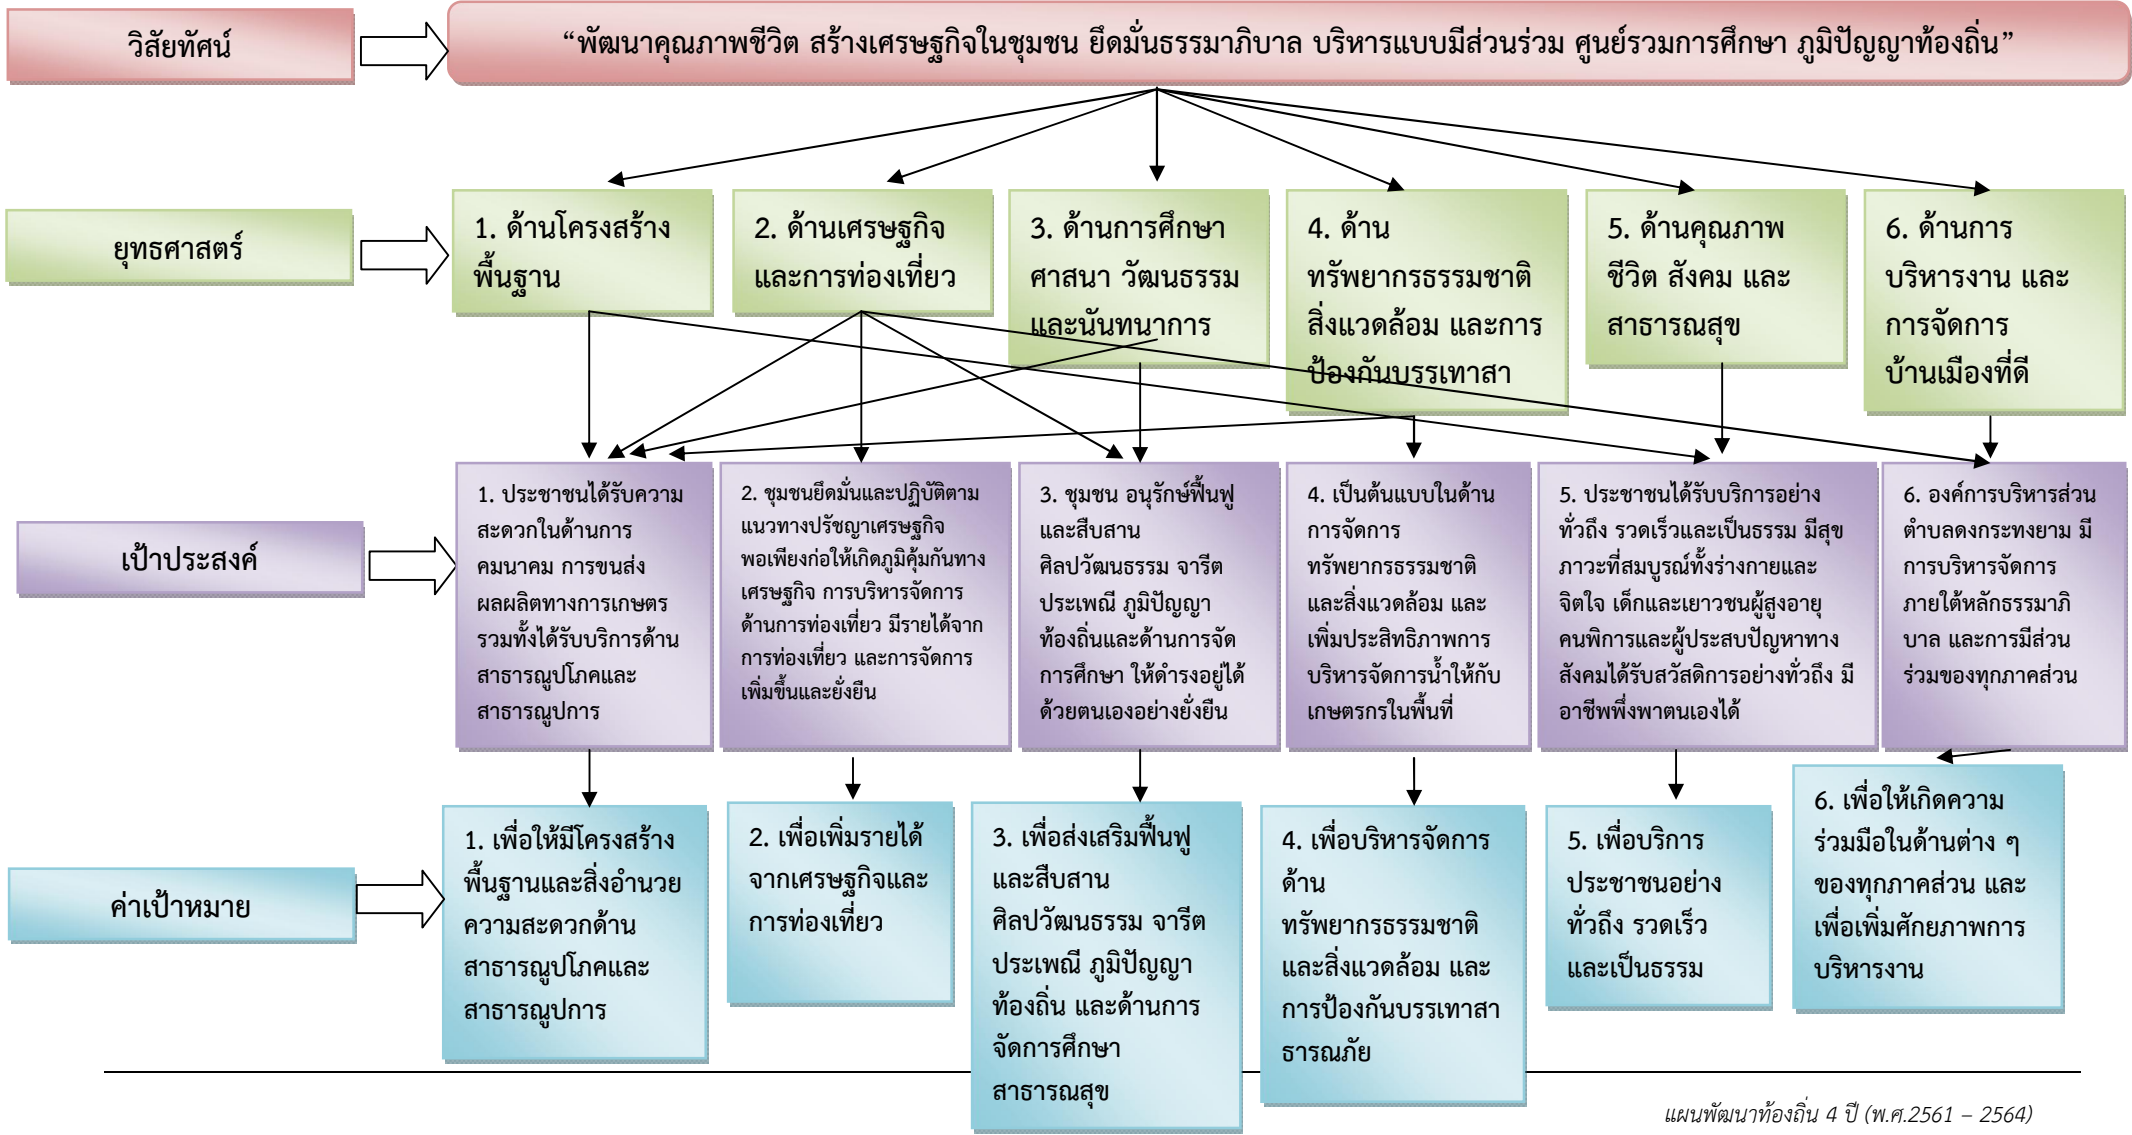 วิสัยทัศน์
“พัฒนาคุณภาพชีวิต สร้างเศรษฐกิจในชุมชน ยึดมั่นธรรมาภิบาล บริหารแบบมีส่วนร่วม ศูนย์รวมการศึกษา ภูมิปัญญาท้องถิ่น”
ยุทธศาสตร์
1. ด้านโครงสร้าง
พื้นฐาน
2. ด้านเศรษฐกิจ
และการท่องเที่ยว
3. ด้านการศึกษา
ศาสนา วัฒนธรรม
และนันทนาการ
4. ด้าน
ทรัพยากรธรรมชาติ
สิ่งแวดล้อม และการ
ป้องกันบรรเทาสา
5. ด้านคุณภาพ
ชีวิต สังคม และ
สาธารณสุข
6. ด้านการ
บริหารงาน และ
การจัดการ
บ้านเมืองที่ดี
เป้าประสงค์
1. ประชาชนได้รับความ
สะดวกในด้านการ
คมนาคม การขนส่ง
ผลผลิตทางการเกษตร
รวมทั้งได้รับบริการด้าน
สาธารณูปโภคและ
สาธารณูปการ
2. ชุมชนยึดมั่นและปฏิบัติตาม
แนวทางปรัชญาเศรษฐกิจ
พอเพียงก่อให้เกิดภูมิคุ้มกันทาง
เศรษฐกิจ การบริหารจัดการ
ด้านการท่องเที่ยว มีรายได้จาก
การท่องเที่ยว และการจัดการ
เพิ่มขึ้นและยั่งยืน
3. ชุมชน อนุรักษ์ฟื้นฟู
และสืบสาน
ศิลปวัฒนธรรม จารีต
ประเพณี ภูมิปัญญา
ท้องถิ่นและด้านการจัด
การศึกษา ให้ดำรงอยู่ได้
ด้วยตนเองอย่างยั่งยืน
4. เป็นต้นแบบในด้าน
การจัดการ
ทรัพยากรธรรมชาติ
และสิ่งแวดล้อม และ
เพิ่มประสิทธิภาพการ
บริหารจัดการน้ำให้กับ
เกษตรกรในพื้นที่
5. ประชาชนได้รับบริการอย่าง
ทั่วถึง รวดเร็วและเป็นธรรม มีสุข
ภาวะที่สมบูรณ์ทั้งร่างกายและ
จิตใจ เด็กและเยาวชนผู้สูงอายุ
คนพิการและผู้ประสบปัญหาทาง
สังคมได้รับสวัสดิการอย่างทั่วถึง มี
อาชีพพึ่งพาตนเองได้
6. องค์การบริหารส่วน
ตำบลดงกระทงยาม มี
การบริหารจัดการ
ภายใต้หลักธรรมาภิ
บาล และการมีส่วน
ร่วมของทุกภาคส่วน
ค่าเป้าหมาย
1. เพื่อให้มีโครงสร้าง
พื้นฐานและสิ่งอำนวย
ความสะดวกด้าน
สาธารณูปโภคและ
สาธารณูปการ
2. เพื่อเพิ่มรายได้
จากเศรษฐกิจและ
การท่องเที่ยว
3. เพื่อส่งเสริมฟื้นฟู
และสืบสาน
ศิลปวัฒนธรรม จารีต
ประเพณี ภูมิปัญญา
ท้องถิ่น และด้านการ
จัดการศึกษา
สาธารณสุข
4. เพื่อบริหารจัดการ
ด้าน
ทรัพยากรธรรมชาติ
และสิ่งแวดล้อม และ
การป้องกันบรรเทาสา
ธารณภัย
5. เพื่อบริการ
ประชาชนอย่าง
ทั่วถึง รวดเร็ว
และเป็นธรรม
6. เพื่อให้เกิดความ
ร่วมมือในด้านต่าง ๆ
ของทุกภาคส่วน และ
เพื่อเพิ่มศักยภาพการ
บริหารงาน
แผนพัฒนาท้องถิ่น 4 ปี (พ.ศ.2561 – 2564)